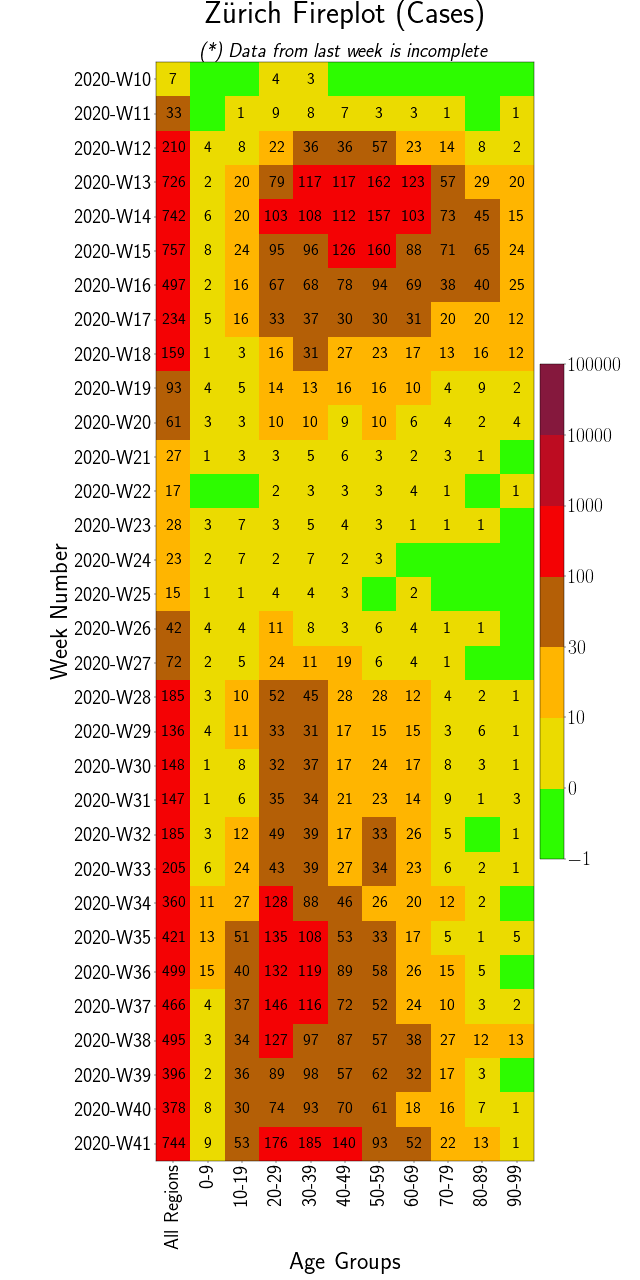 Zürich Fireplot (Cases)
(*) Data from last week is incomplete
2020-W10 7 4 3
2020-W11 33 1 9 8 7 3 3 1 1
2020-W12 210 4 8 22 36 36 57 23 14 8 2
2020-W13 726 2 20 79 117 117 162 123 57 29 20
2020-W14 742 6 20 103 108 112 157 103 73 45 15
2020-W15 757 8 24 95 96 126 160 88 71 65 24
2020-W16 497 2 16 67 68 78 94 69 38 40 25
2020-W17 234 5 16 33 37 30 30 31 20 20 12
2020-W18 159 1 3 16 31 27 23 17 13 16 12
2020-W19 93 4 5 14 13 16 16 10 4 9 2
2020-W20 61 3 3 10 10 9 10 6 4 2 4
2020-W21 27 1 3 3 5 6 3 2 3 1
2020-W22 17 2 3 3 3 4 1 1
2020-W23 28 3 7 3 5 4 3 1 1 1
2020-W24 23 2 7 2 7 2 3
2020-W25 15 1 1 4 4 3 2
2020-W26 42 4 4 11 8 3 6 4 1 1
2020-W27 72 2 5 24 11 19 6 4 1
2020-W28 185 3 10 52 45 28 28 12 4 2 1
2020-W29 136 4 11 33 31 17 15 15 3 6 1
2020-W30 148 1 8 32 37 17 24 17 8 3 1
2020-W31 147 1 6 35 34 21 23 14 9 1 3
2020-W32 185 3 12 49 39 17 33 26 5 1
2020-W33 205 6 24 43 39 27 34 23 6 2 1
2020-W34 360 11 27 128 88 46 26 20 12 2
2020-W35 421 13 51 135 108 53 33 17 5 1 5
2020-W36 499 15 40 132 119 89 58 26 15 5
2020-W37 466 4 37 146 116 72 52 24 10 3 2
2020-W38 495 3 34 127 97 87 57 38 27 12 13
2020-W39 396 2 36 89 98 57 62 32 17 3
2020-W40 378 8 30 74 93 70 61 18 16 7 1
2020-W41 744 9 53 176 185 140 93 52 22 13 1
All Regions 0-9 10-19 20-29 30-39 40-49 50-59 60-69 70-79 80-89 90-99
Age Groups
Week Number
100000
10000
1000
100
30
10
0
−1